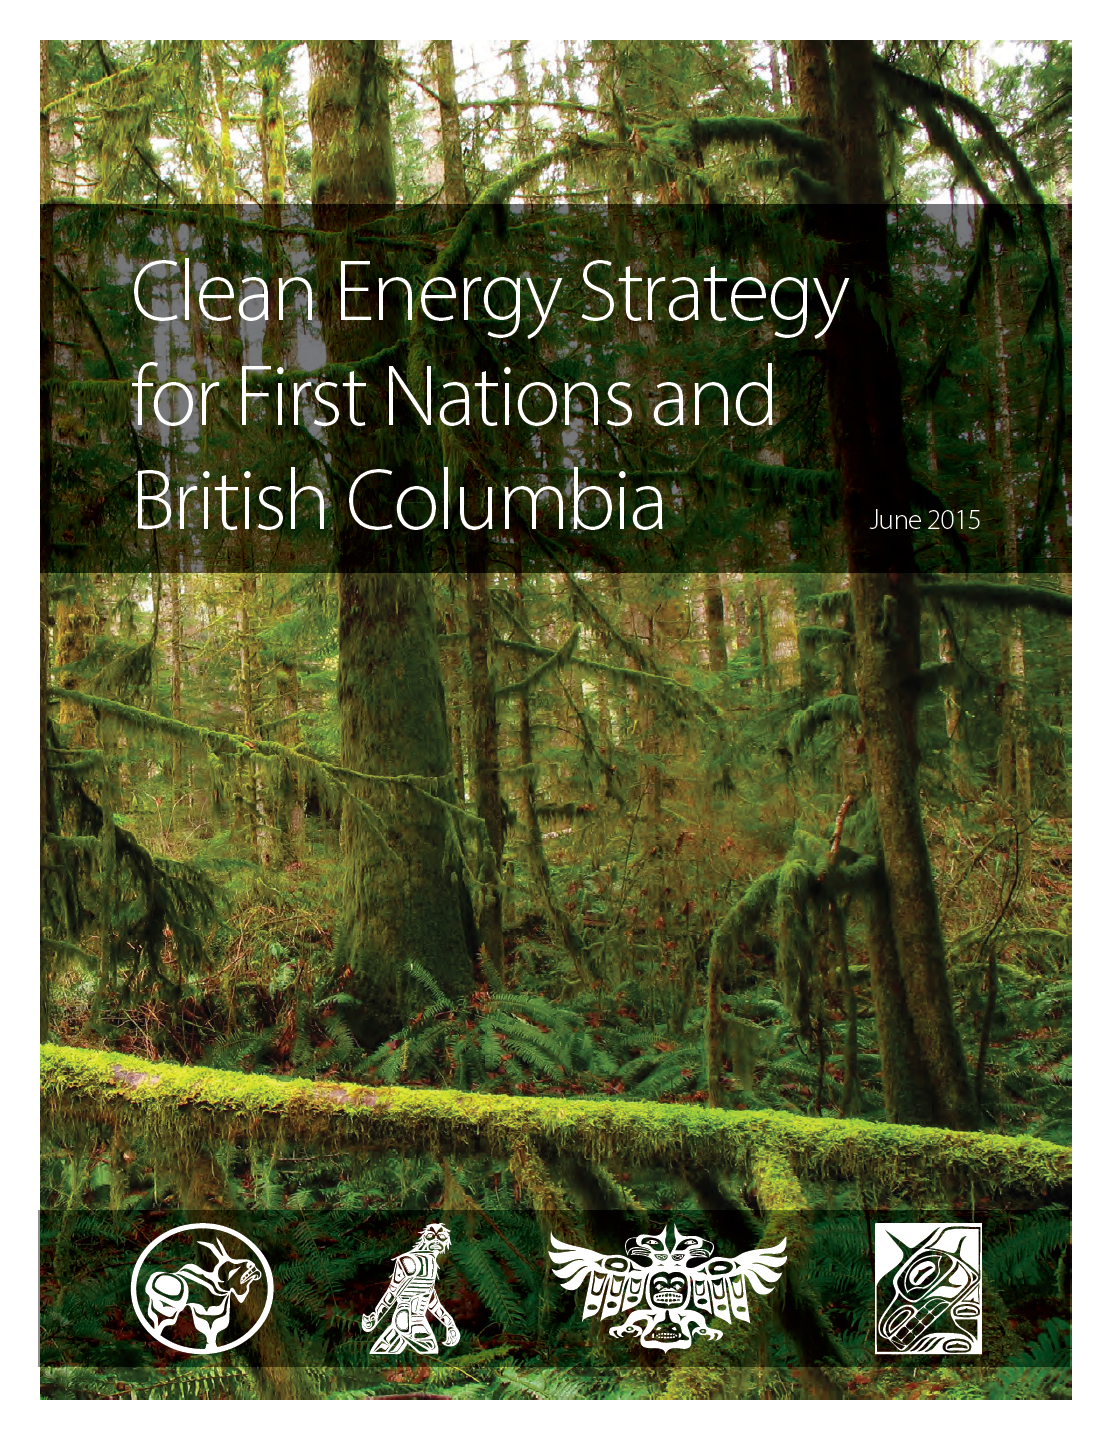 Clean Energy Strategy
for First Nations and
British Columbia
June 2015